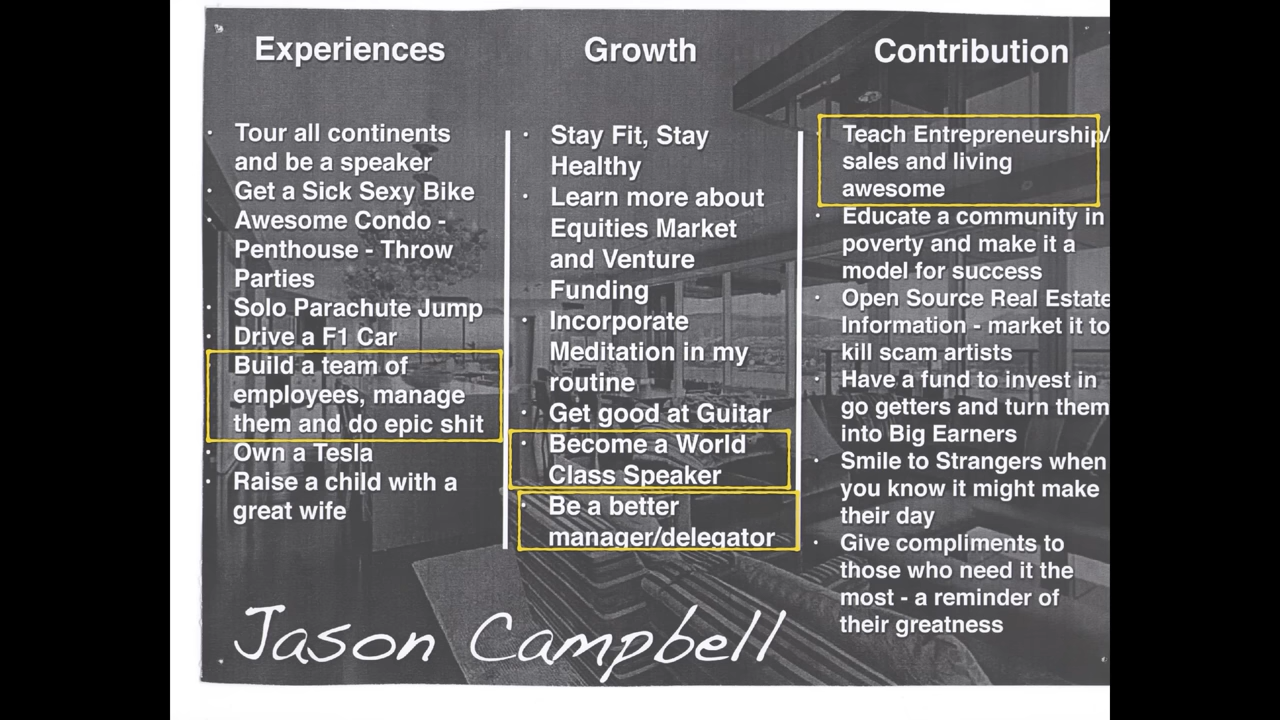 Experiences
Tour all continents
and be a speaker
Get a Sick Sexy Bike
Awesome Condo -
Penthouse - Throw
Parties
Solo Parachute Jump
Drive a F1 Car
Build a team of
employees, manage
them and do epic shit
Own a Tesla
Raise a child with a
great wife
Growth
Stay Fit, Stay
Healthy
Learn more about
Equities Market
and Venture
Funding
Incorporate
Meditation in my
routine
Get good at Guitar
Become a World
Class Speaker
Be a better
manager/delegator
Contribution
Teach Entrepreneurship/
sales and living
awesome
Educate a community in
poverty and make it a
model for success
Open Source Real Estate
Information - market it to
kill scam artists
Have a fund to invest in
go getters and turn them
into Big Earners
Smile to Strangers when
you know it might make
their day
Give compliments to
those who need it the
most - a reminder of
their greatness
Jason Campbell